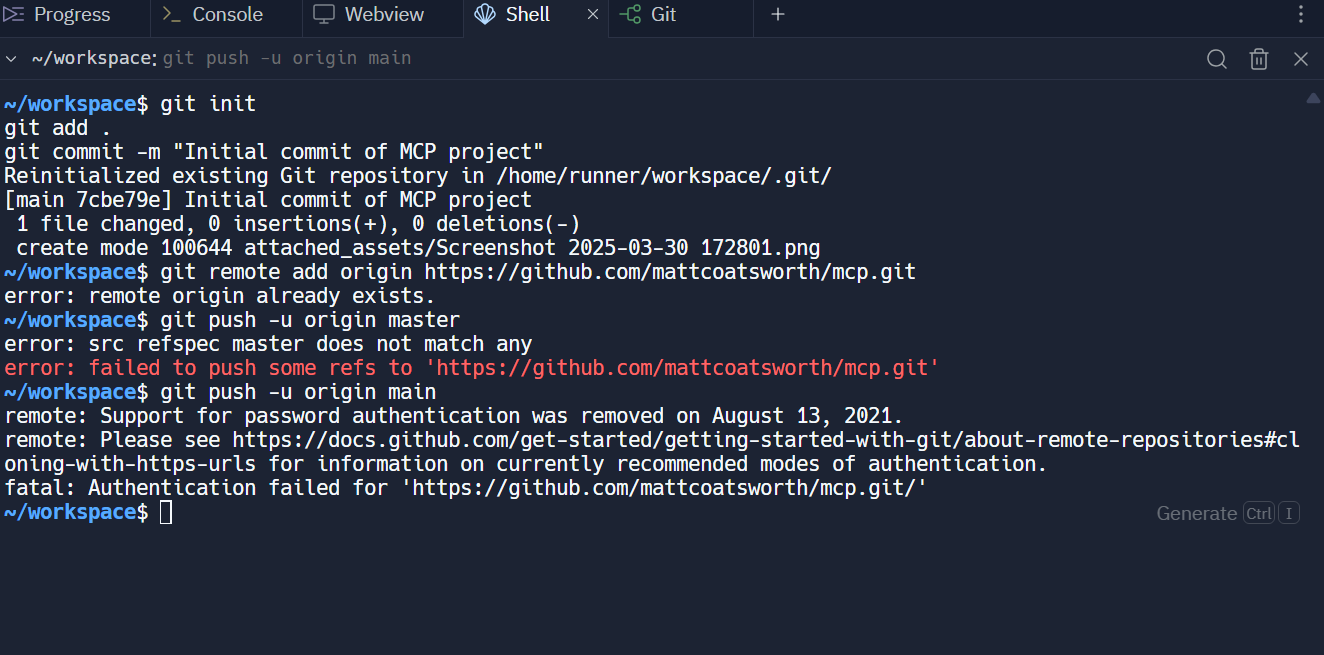 Progress Console Webview Shell Git
~/workspace: git push -u origin main
~/workspace$ git init
git add .
git commit -m "Initial commit of MCP project"
Reinitialized existing Git repository in /home/runner/workspace/.git/
[main 7cbe79e] Initial commit of MCP project
1 file changed, 0 insertions(+), 0 deletions(-)
create mode 100644 attached_assets/Screenshot 2025-03-30 172801.png
~/workspace$ git remote add origin https://github.com/mattcoatsworth/mcp.git
error: remote origin already exists.
~/workspace$ git push -u origin master
error: src refspec master does not match any
error: failed to push some refs to 'https://github.com/mattcoatsworth/mcp.git'
~/workspace$ git push -u origin main
remote: Support for password authentication was removed on August 13, 2021.
remote: Please see https://docs.github.com/get-started/getting-started-with-git/about-remote-repositories#cl
oning-with-https-urls for information on currently recommended modes of authentication.
fatal: Authentication failed for 'https://github.com/mattcoatsworth/mcp.git/'
~/workspace$
Generate Ctrl I